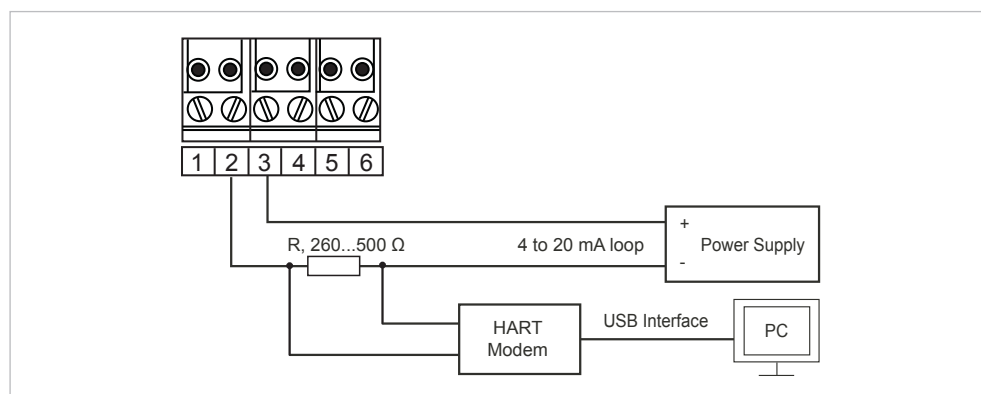 1 2 3 4 5 6
+
R, 260...500 Ω
4 to 20 mA loop
Power Supply
-
HART
Modem
USB Interface
PC